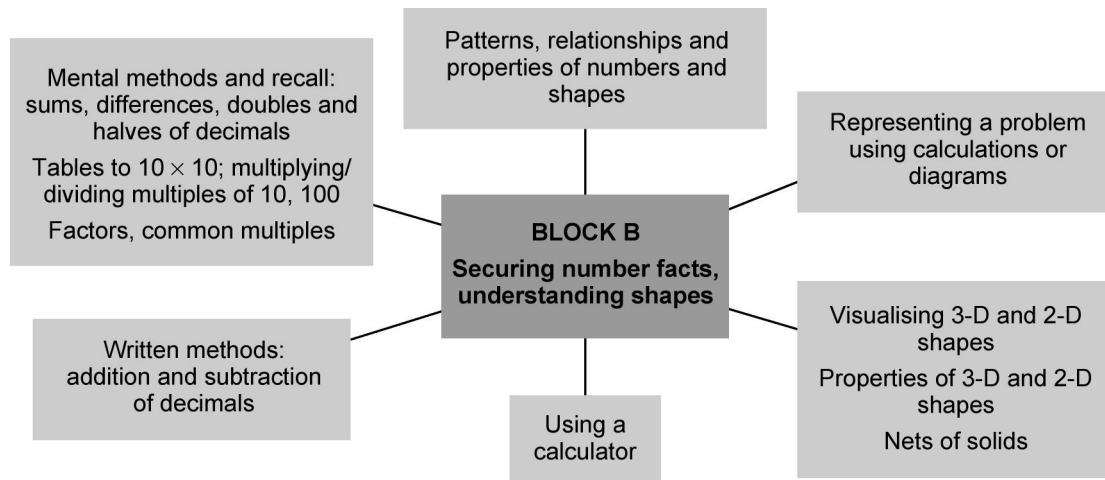 Mental methods and recall:
sums, differences, doubles and
halves of decimals
Tables to 10 × 10; multiplying/
dividing multiples of 10, 100
Factors, common multiples
Patterns, relationships and
properties of numbers and
shapes
Representing a problem
using calculations or
diagrams
BLOCK B
Securing number facts,
understanding shapes
Written methods:
addition and subtraction
of decimals
Using a
calculator
Visualising 3-D and 2-D
shapes
Properties of 3-D and 2-D
shapes
Nets of solids